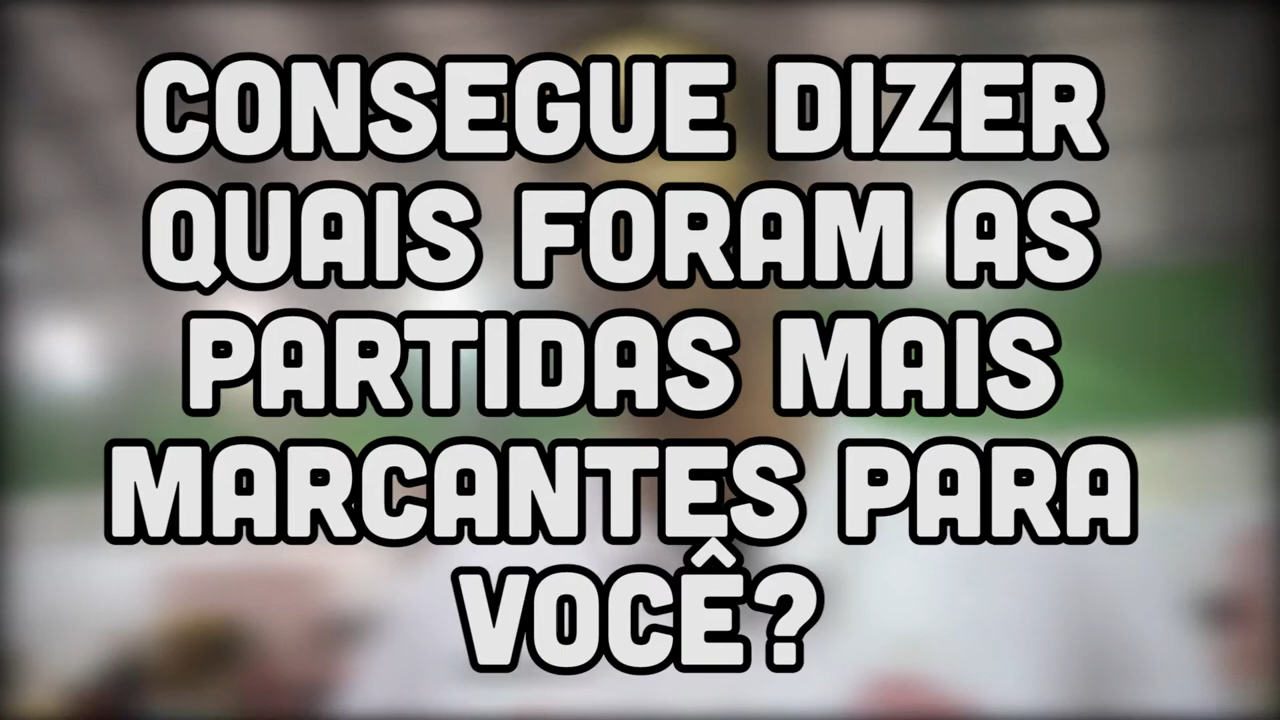 CONSEGUE DIZER
QUAIS FORAM AS
PARTIDAS MAIS
MARCANTES PARA
VOCÊ?